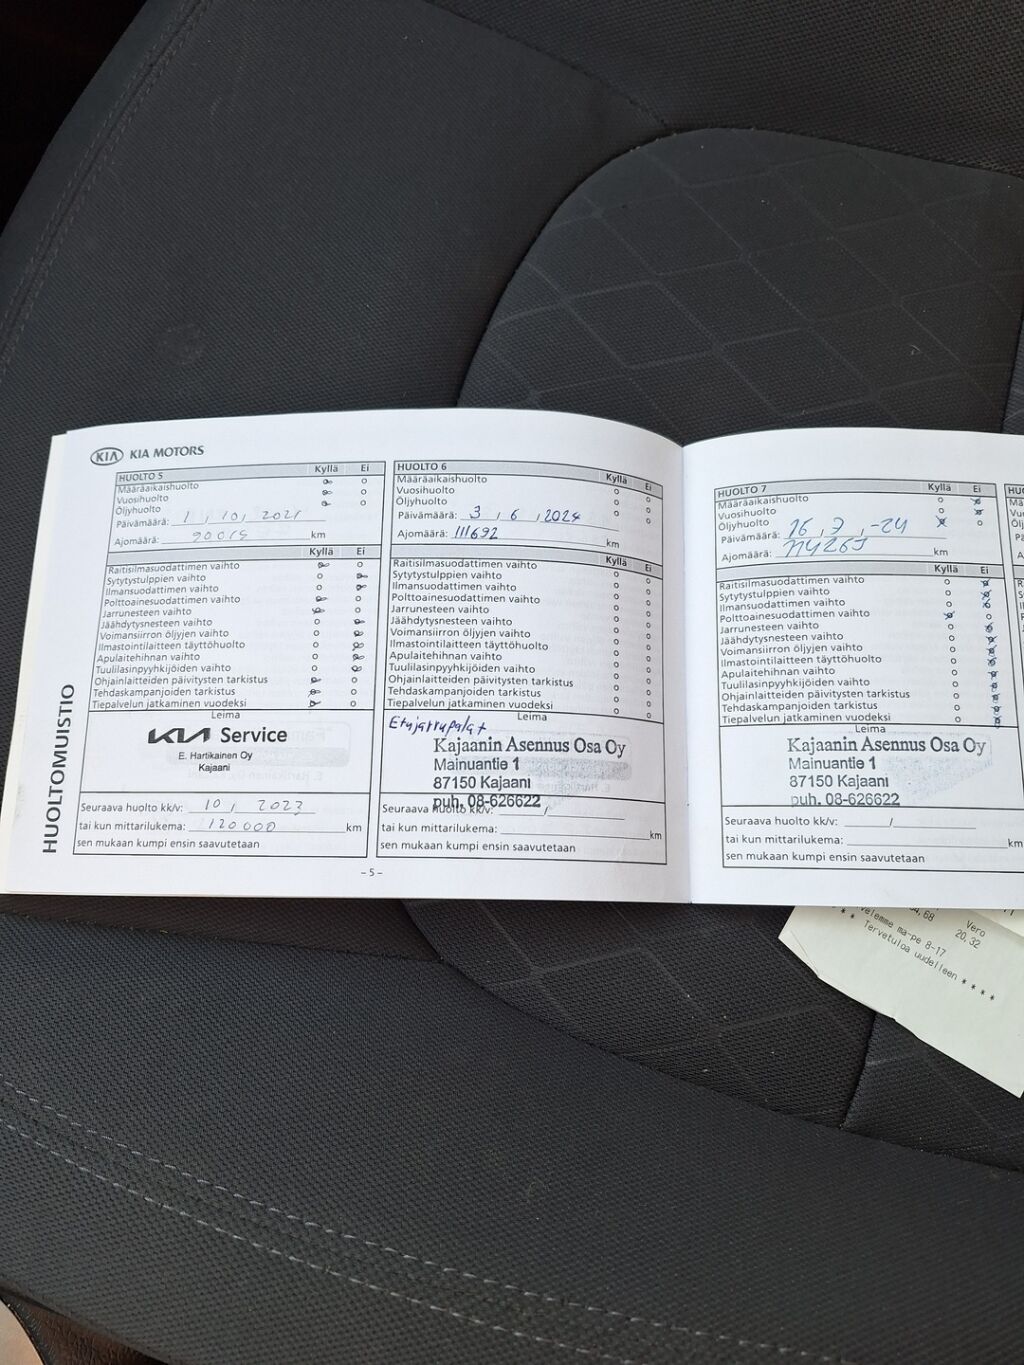 KIA KIA MOTORS
HUOLTOMUISTIO
HUOLTO 5 Kyllä Ei
Määräaikaishuolto
Vuosihuolto
Öljyhuolto
Päivämäärä: 1, 10, 2021
Ajomäärä: 90015 km
Kyllä Ei
Raitisilmasuodattimen vaihto
Sytytystulppien vaihto
Ilmansuodattimen vaihto
Polttoainesuodattimen vaihto
Jarrunesteen vaihto
Jäähdytysnesteen vaihto
Voimansiirron öljyjen vaihto
Ilmastointilaitteen täyttöhuolto
Apulaitehihnan vaihto
Tuulilasinpyyhkijöiden vaihto
Ohjainlaitteiden päivitysten tarkistus
Tehdaskampanjoiden tarkistus
Tiepalvelun jatkaminen vuodeksi
Leima
KIA Service
E. Hartikainen Oy
Kajaani
Seuraava huolto kk/v: 10, 2023
tai kun mittarilukema: 120000 km
sen mukaan kumpi ensin saavutetaan
HUOLTO 6 Kyllä Ei
Määräaikaishuolto
Vuosihuolto
Öljyhuolto
Päivämäärä: 3, 6, 2024
Ajomäärä: 111692 km
Kyllä Ei
Raitisilmasuodattimen vaihto
Sytytystulppien vaihto
Ilmansuodattimen vaihto
Polttoainesuodattimen vaihto
Jarrunesteen vaihto
Jäähdytysnesteen vaihto
Voimansiirron öljyjen vaihto
Ilmastointilaitteen täyttöhuolto
Apulaitehihnan vaihto
Tuulilasinpyyhkijöiden vaihto
Ohjainlaitteiden päivitysten tarkistus
Tehdaskampanjoiden tarkistus
Tiepalvelun jatkaminen vuodeksi
Leima
Etujarrupalat
Kajaanin Asennus Osa Oy
Mainuantie 1
87150 Kajaani
puh. 08-626622
Seuraava huolto kk/v: /
tai kun mittarilukema: km
sen mukaan kumpi ensin saavutetaan
- 5 -
HUOLTO 7 Kyllä Ei
Määräaikaishuolto
Vuosihuolto
Öljyhuolto
Päivämäärä: 16, 7, -24
Ajomäärä: 114265 km
Kyllä Ei
Raitisilmasuodattimen vaihto
Sytytystulppien vaihto
Ilmansuodattimen vaihto
Polttoainesuodattimen vaihto
Jarrunesteen vaihto
Jäähdytysnesteen vaihto
Voimansiirron öljyjen vaihto
Ilmastointilaitteen täyttöhuolto
Apulaitehihnan vaihto
Tuulilasinpyyhkijöiden vaihto
Ohjainlaitteiden päivitysten tarkistus
Tehdaskampanjoiden tarkistus
Tiepalvelun jatkaminen vuodeksi
Leima
Kajaanin Asennus Osa Oy
Mainuantie 1
87150 Kajaani
puh. 08-626622
Seuraava huolto kk/v: /
tai kun mittarilukema: km
sen mukaan kumpi ensin saavutetaan
Vero
20,32
ma-pe 8-17
* * Tervetuloa uudelleen * * * *